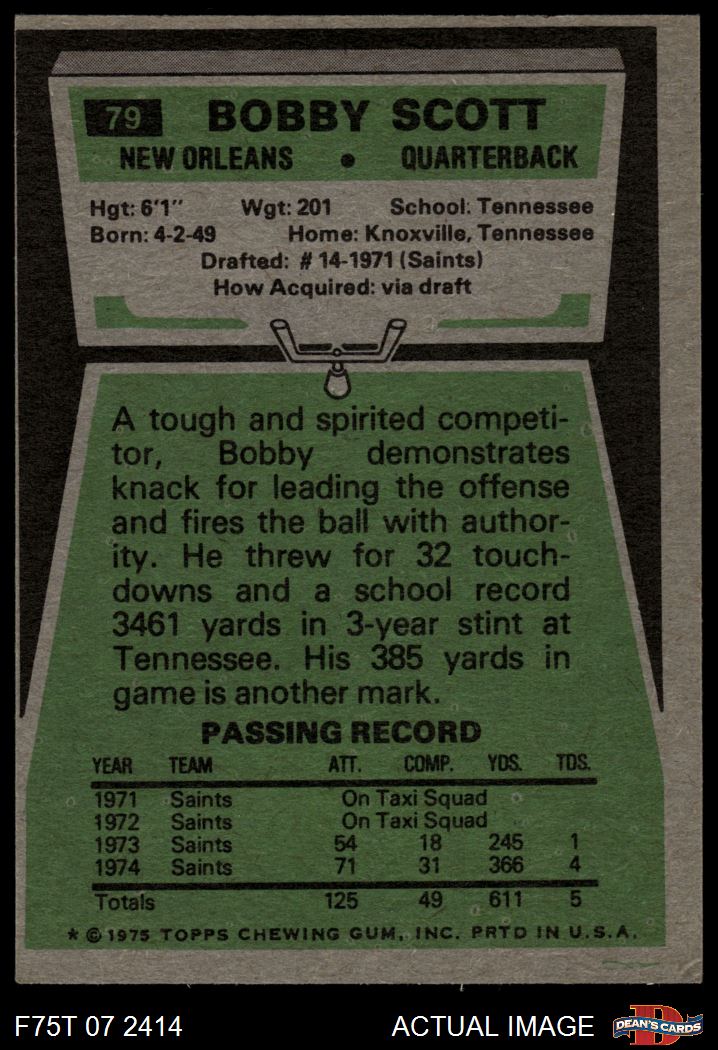 79 BOBBY SCOTT
NEW ORLEANS • QUARTERBACK
Hgt: 6'1" Wgt: 201 School: Tennessee
Born: 4-2-49 Home: Knoxville, Tennessee
Drafted: #14-1971 (Saints)
How Acquired: via draft
A tough and spirited competi-
tor, Bobby demonstrates
knack for leading the offense
and fires the ball with author-
ity. He threw for 32 touch-
downs and a school record
3461 yards in 3-year stint at
Tennessee. His 385 yards in
game is another mark.
PASSING RECORD
YEAR TEAM ATT. COMP. YDS. TDS.
1971 Saints On Taxi Squad
1972 Saints On Taxi Squad
1973 Saints 54 18 245 1
1974 Saints 71 31 366 4
Totals 125 49 611 5
* © 1975 TOPPS CHEWING GUM, INC. PRTD IN U.S.A.
F75T 07 2414 ACTUAL IMAGE D DEAN'S CARDS